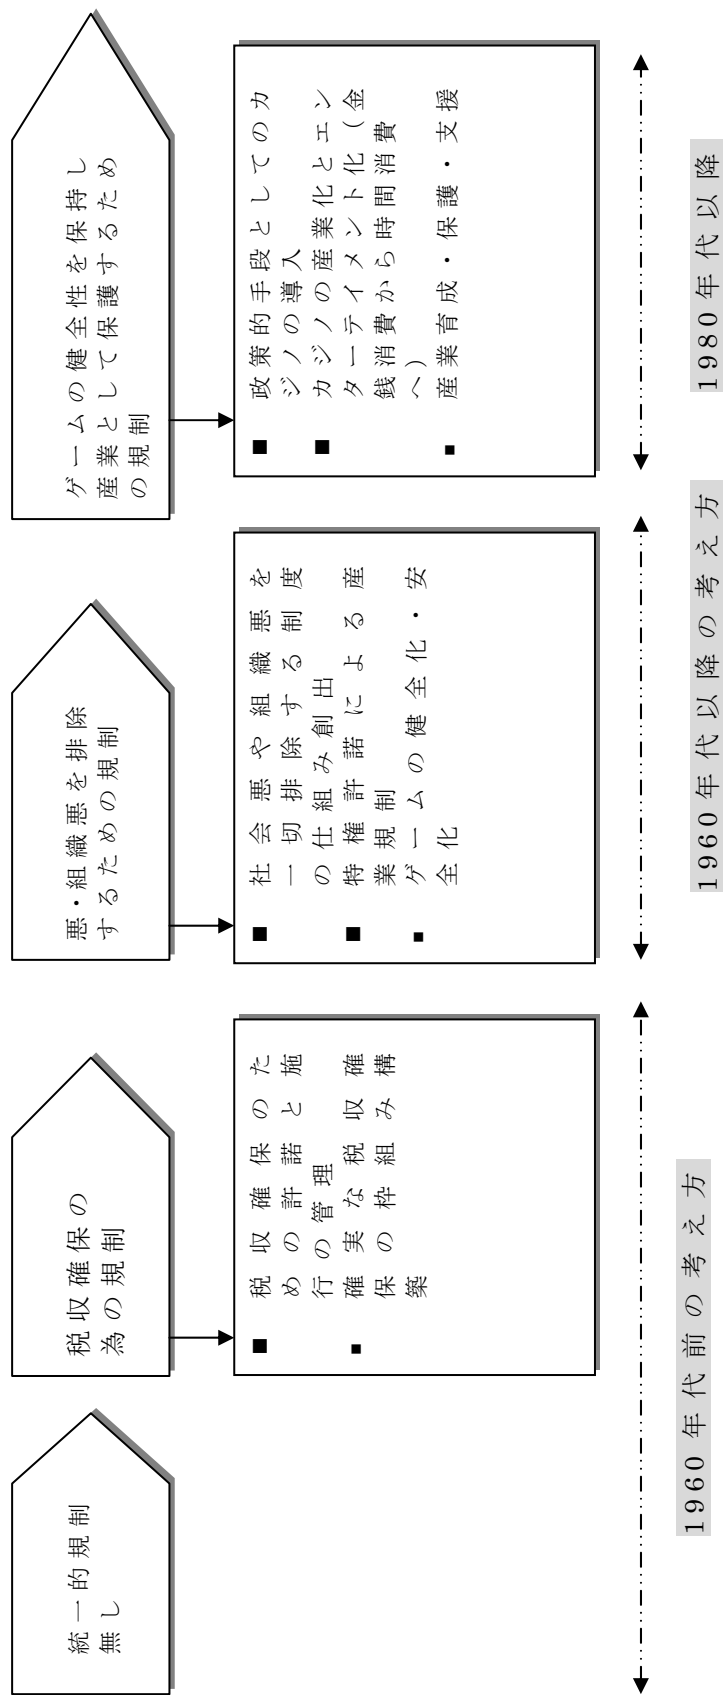 統一的規制
無し
税収確保の
為の規制
悪・組織悪を排除
するための規制
ゲームの健全性を保持し
産業として保護するため
の規制
■ 税収確保のた
めの許諾と施
行の管理
■ 確実な税収確
保の枠組み構
築
■ 社会悪や組織悪を
一切排除する制度
の仕組み創出
■ 特権許諾による産
業規制
■ ゲームの健全化・安
全化
■ 政策的手段としてのカ
ジノの導入
■ カジノの産業化とエン
ターテイメント化(金
銭消費から時間消費
へ)
■ 産業育成・保護・支援
1960年代前の考え方
1960年代以降の考え方
1980年代以降